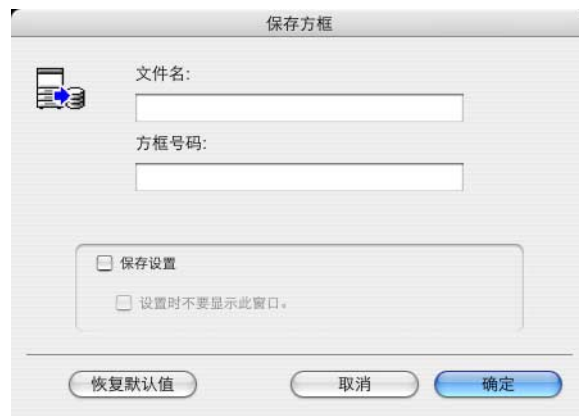 保存方框
文件名:
方框号码:
保存设置
设置时不要显示此窗口。
恢复默认值 取消 确定